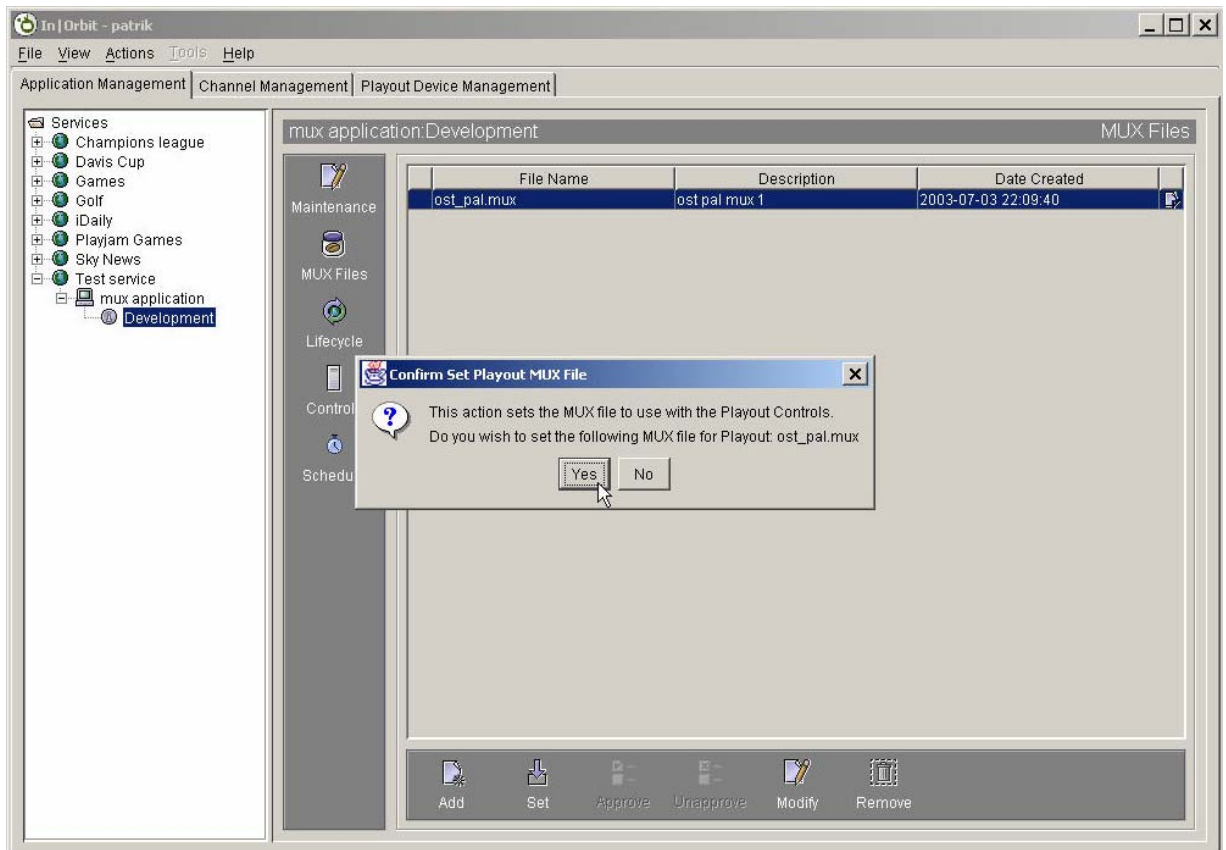 In|Orbit - patrik
File View Actions Tools Help
Application Management Channel Management Playout Device Management
Services
Champions league
Davis Cup
Games
Golf
iDaily
Playjam Games
Sky News
Test service
mux application
Development
mux application:Development MUX Files
Maintenance
MUX Files
Lifecycle
Control
Schedu
File Name Description Date Created
ost_pal.mux ost pal mux 1 2003-07-03 22:09:40
Confirm Set Playout MUX File
This action sets the MUX file to use with the Playout Controls.
Do you wish to set the following MUX file for Playout: ost_pal.mux
Yes No
Add Set Approve Unapprove Modify Remove